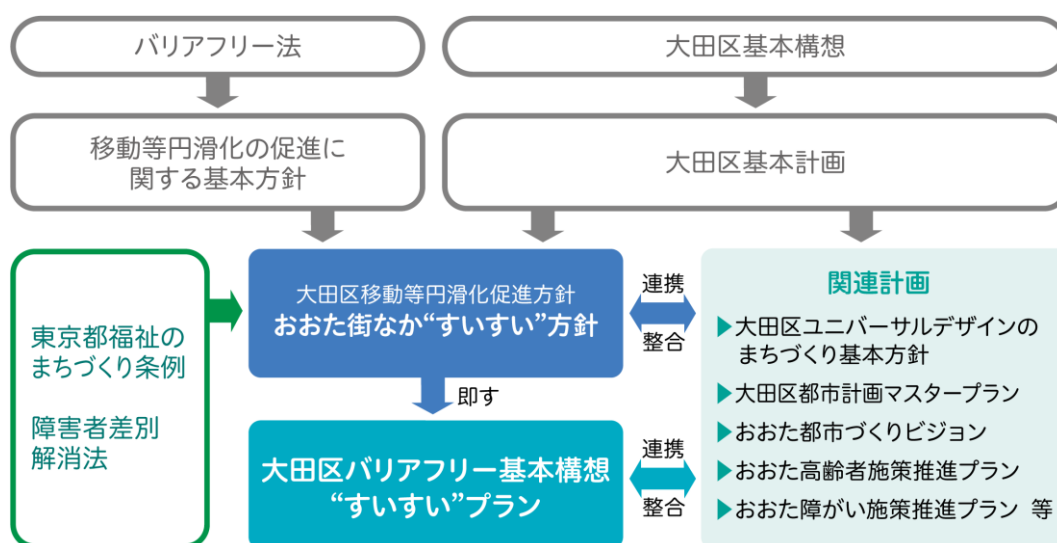 バリアフリー法
大田区基本構想
移動等円滑化の促進に
関する基本方針
大田区基本計画
東京都福祉の
まちづくり条例
障害者差別
解消法
大田区移動等円滑化促進方針
おおた街なか“すいすい”方針
即す
大田区バリアフリー基本構想
“すいすい”プラン
連携
整合
連携
整合
関連計画
▶大田区ユニバーサルデザインの
まちづくり基本方針
▶大田区都市計画マスタープラン
▶おおた都市づくりビジョン
▶おおた高齢者施策推進プラン
▶おおた障がい施策推進プラン 等